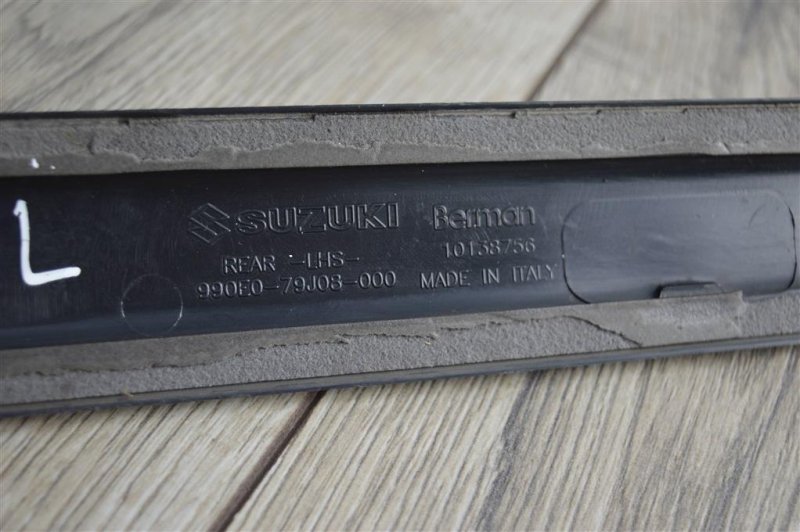 L
SUZUKI Berman
REAR -LHS- 10138756
990E0-79J08-000 MADE IN ITALY